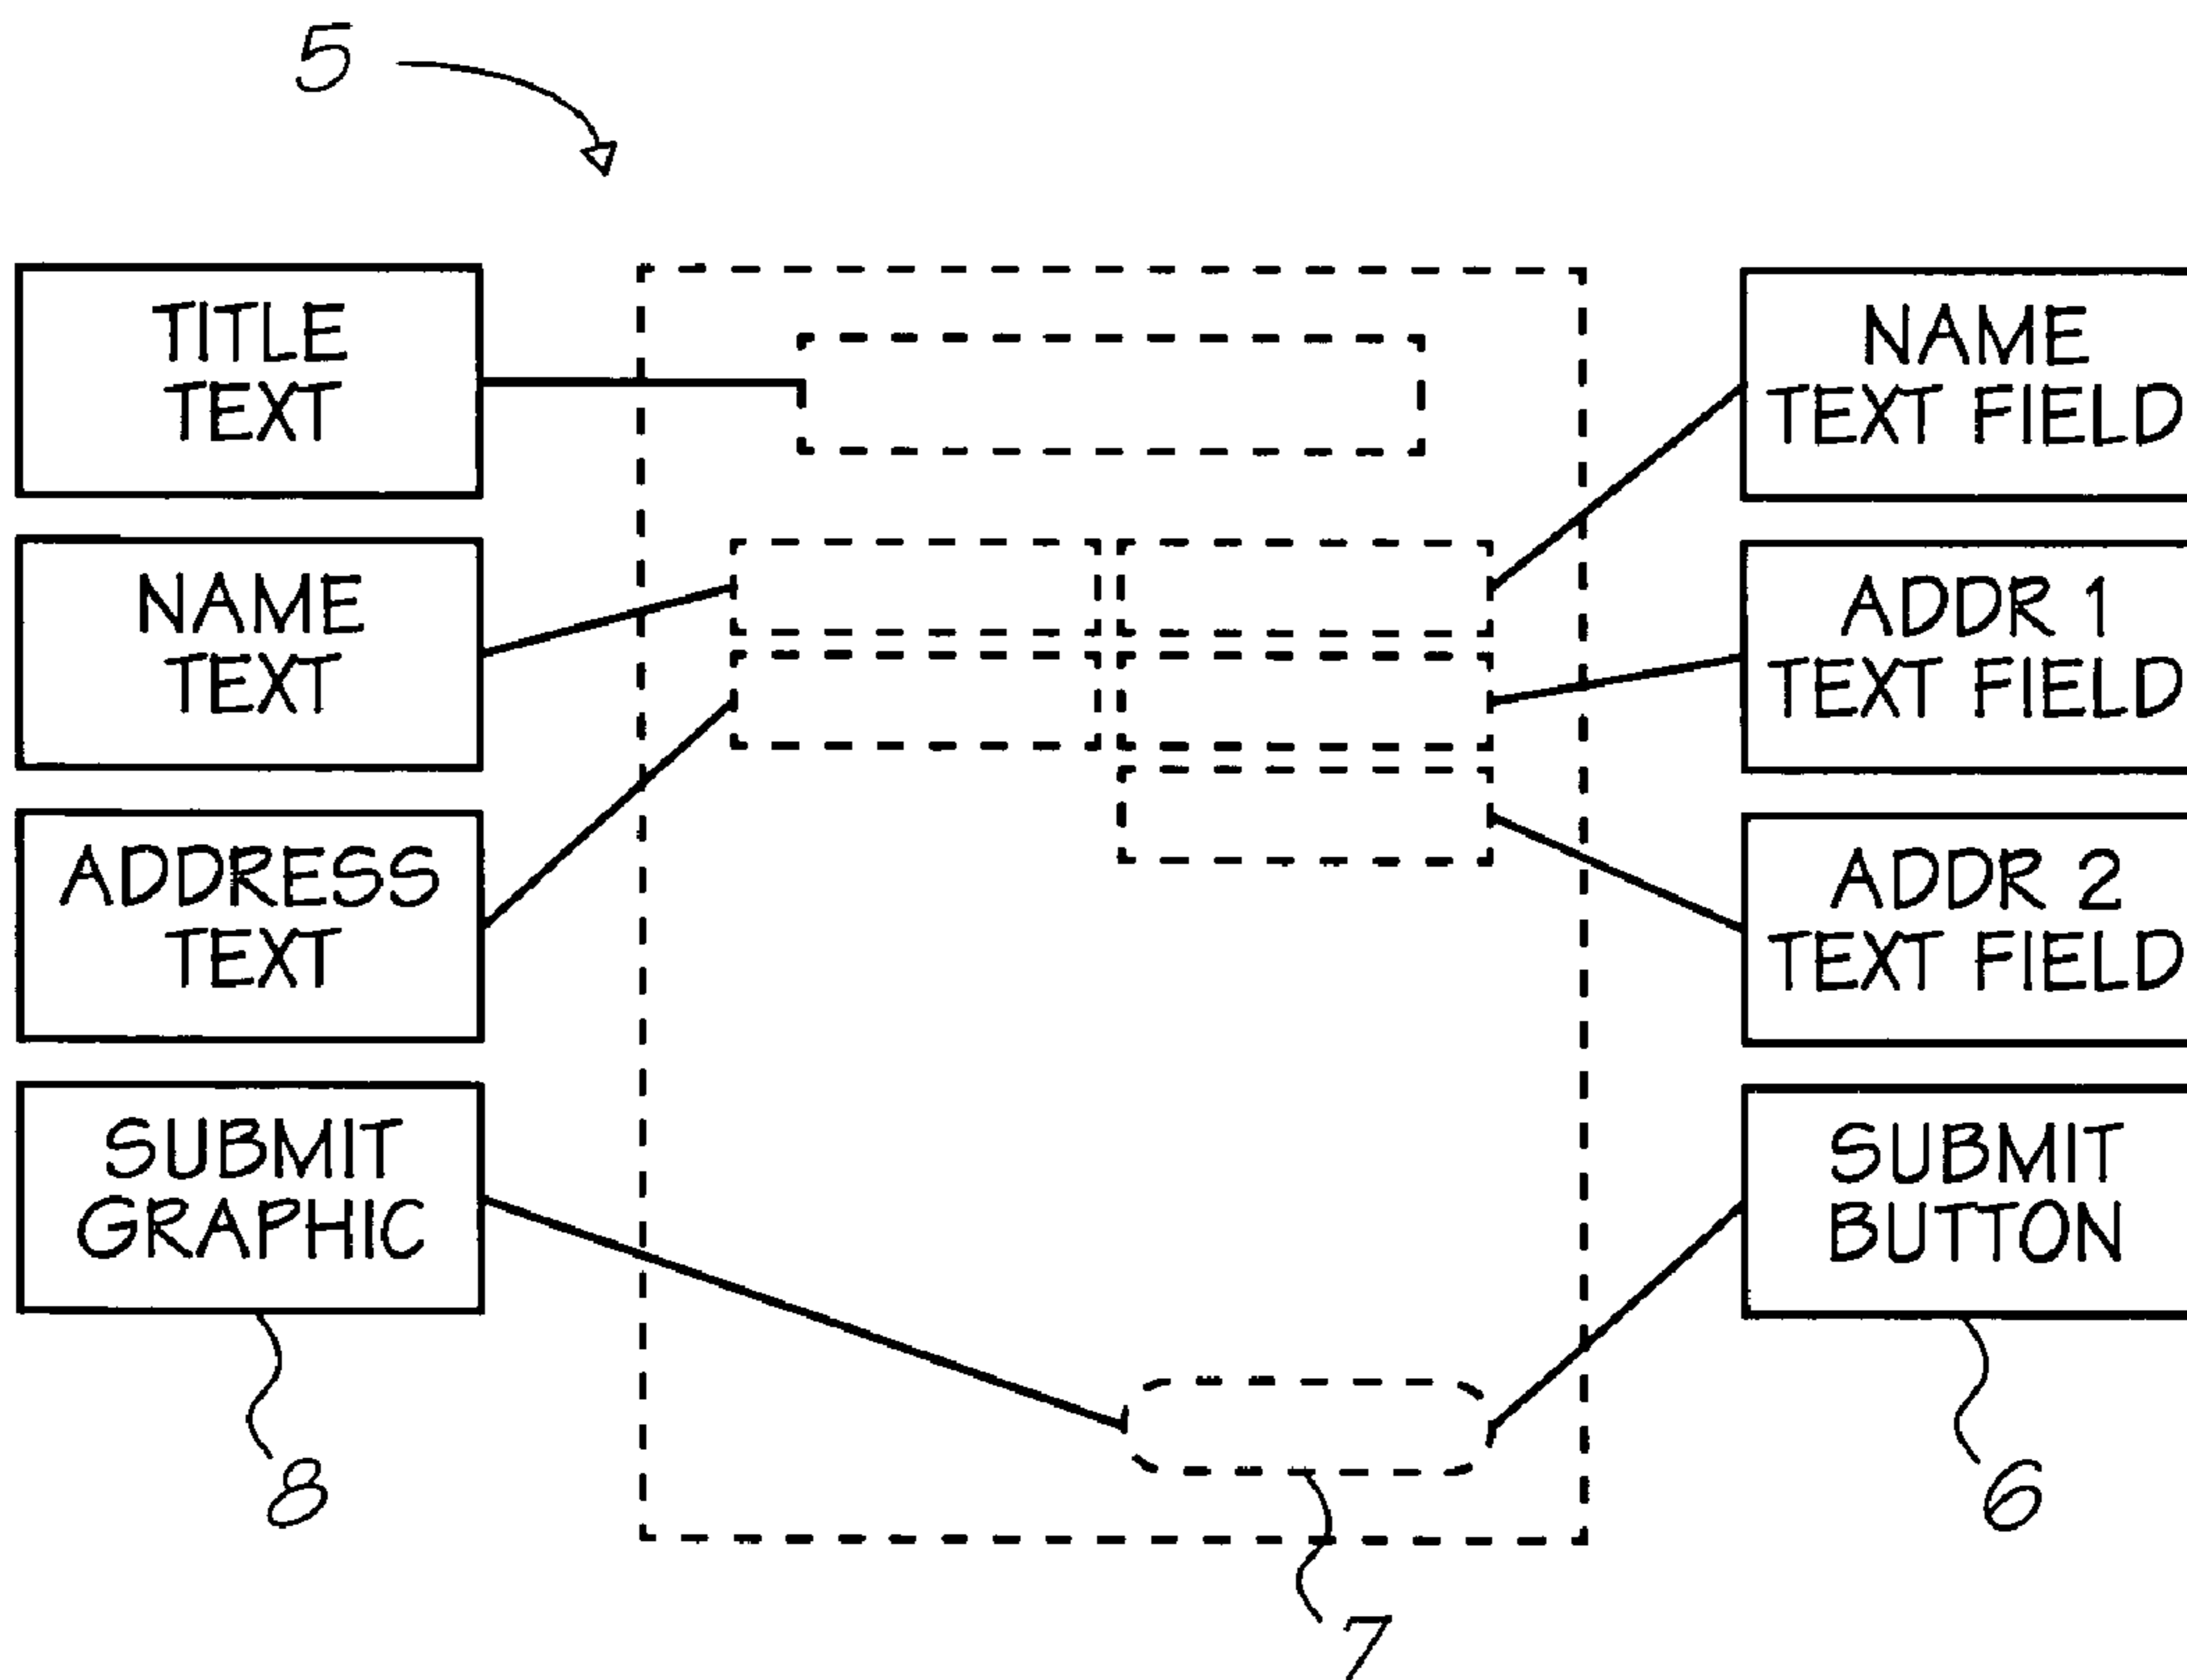 5
TITLE
TEXT
NAME
TEXT
ADDRESS
TEXT
SUBMIT
GRAPHIC
8
NAME
TEXT FIELD
ADDR 1
TEXT FIELD
ADDR 2
TEXT FIELD
SUBMIT
BUTTON
6
7